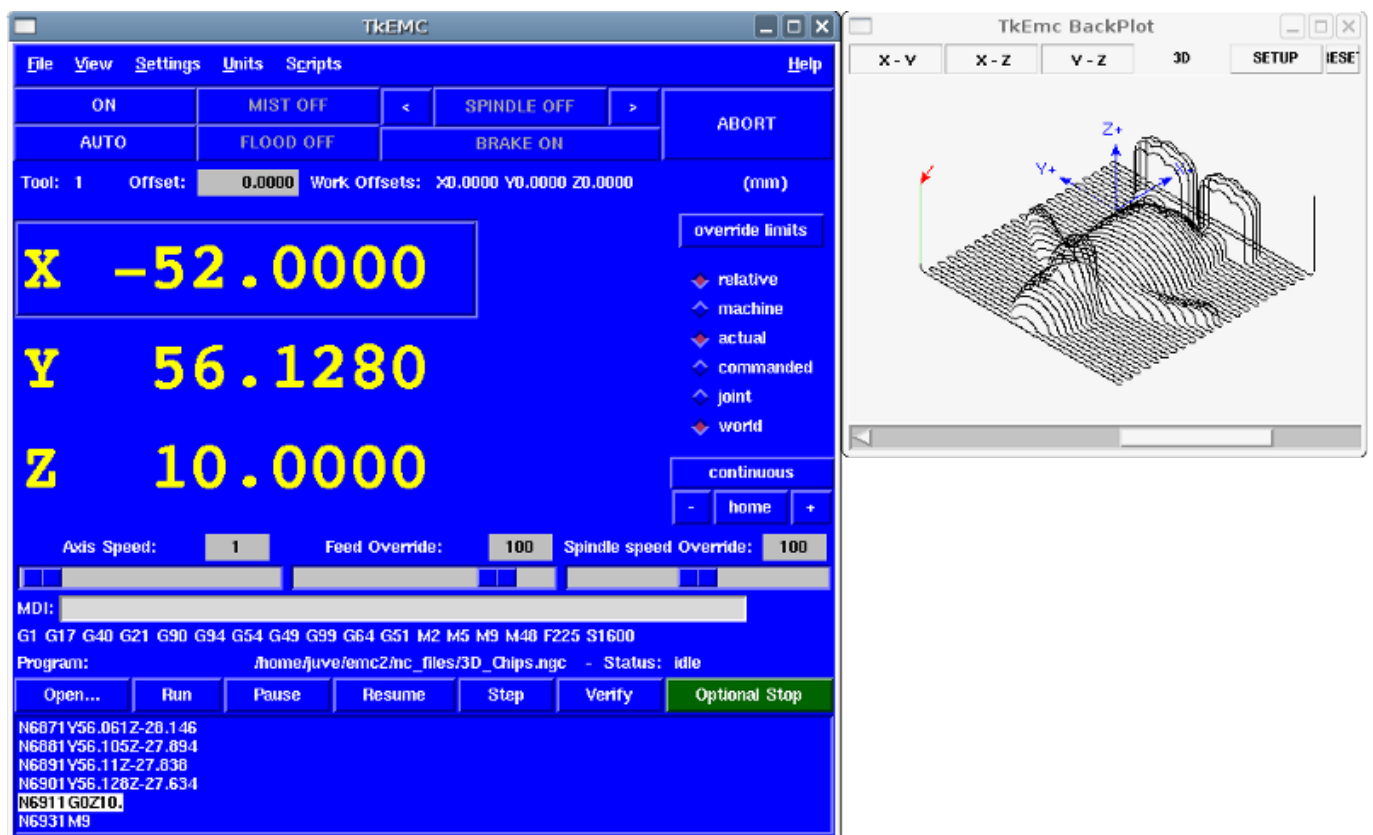 TkEMC
File View Settings Units Scripts Help
ON MIST OFF < SPINDLE OFF > ABORT
AUTO FLOOD OFF BRAKE ON
Tool: 1 Offset: 0.0000 Work Offsets: X0.0000 Y0.0000 Z0.0000 (mm)
override limits
X -52.0000
relative
machine
actual
Y 56.1280
commanded
joint
world
Z 10.0000
continuous
- home +
Axis Speed: 1 Feed Override: 100 Spindle speed Override: 100
MDI:
G1 G17 G40 G21 G90 G94 G54 G49 G99 G64 G51 M2 M5 M9 M48 F225 S1600
Program: /home/juve/emc2/nc_files/3D_Chips.ngc - Status: idle
Open... Run Pause Resume Step Verify Optional Stop
N6871Y56.061Z-28.146
N6881Y56.105Z-27.894
N6891Y56.11Z-27.838
N6901Y56.128Z-27.634
N6911G0Z10.
N6931M9
TkEmc BackPlot
X - Y X - Z Y - Z 3D SETUP
Z+
Y+